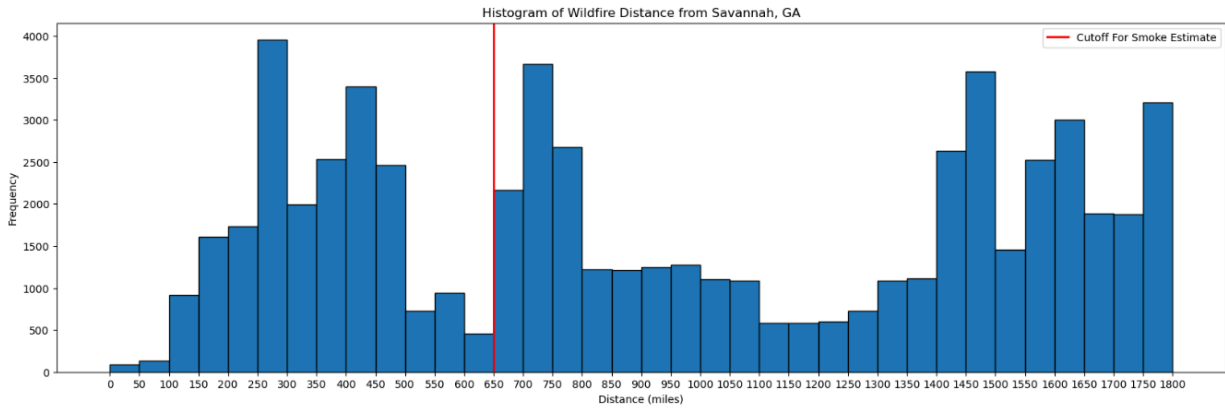 Histogram of Wildfire Distance from Savannah, GA
Cutoff For Smoke Estimate
4000
3500
3000
2500
2000
1500
1000
500
0
Frequency
0 50 100 150 200 250 300 350 400 450 500 550 600 650 700 750 800 850 900 950 1000 1050 1100 1150 1200 1250 1300 1350 1400 1450 1500 1550 1600 1650 1700 1750 1800
Distance (miles)